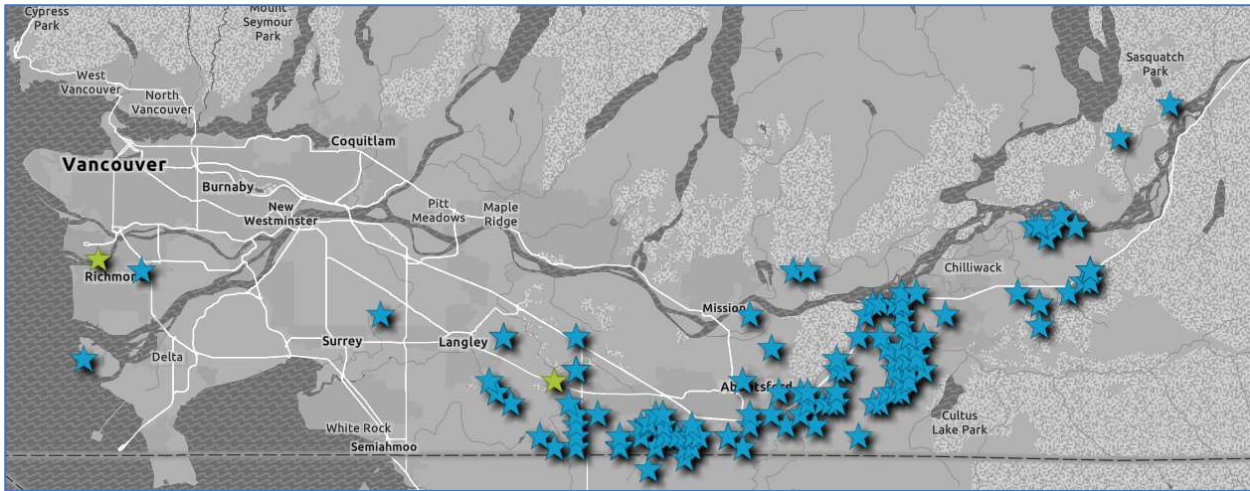 Cypress
Park
Mount
Seymour
Park
Sasquatch
Park
West
Vancouver
North
Vancouver
Coquitlam
Vancouver
Burnaby
New
Westminster
Pitt
Meadows
Maple
Ridge
Chilliwack
Mission
Delta
Surrey
Langley
Cultus
Lake Park
White Rock
Semiahmoo